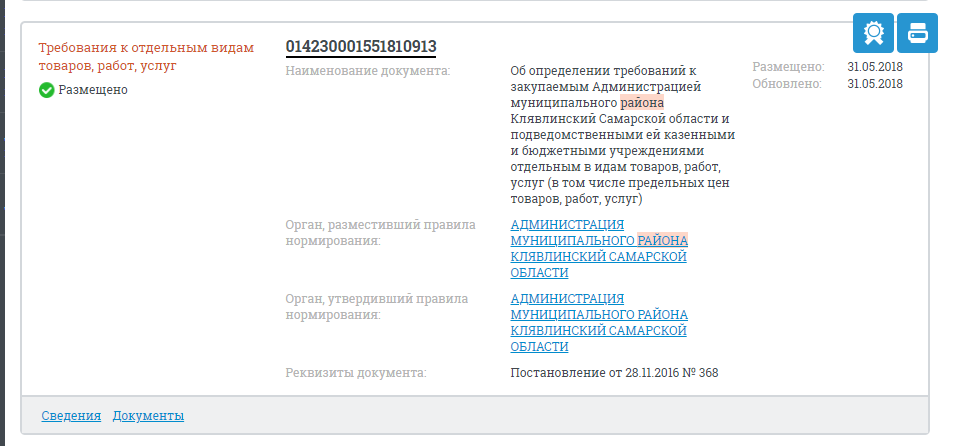 Требования к отдельным видам
товаров, работ, услуг
Размещено
014230001551810913
Наименование документа:
Об определении требований к
закупаемым Администрацией
муниципального района
Клявлинский Самарской области и
подведомственными ей казенными
и бюджетными учреждениями
отдельным в идам товаров, работ,
услуг (в том числе предельных цен
товаров, работ, услуг)
Орган, разместивший правила
нормирования:
АДМИНИСТРАЦИЯ
МУНИЦИПАЛЬНОГО РАЙОНА
КЛЯВЛИНСКИЙ САМАРСКОЙ
ОБЛАСТИ
Орган, утвердивший правила
нормирования:
АДМИНИСТРАЦИЯ
МУНИЦИПАЛЬНОГО РАЙОНА
КЛЯВЛИНСКИЙ САМАРСКОЙ
ОБЛАСТИ
Реквизиты документа:
Постановление от 28.11.2016 № 368
Размещено: 31.05.2018
Обновлено: 31.05.2018
Сведения Документы